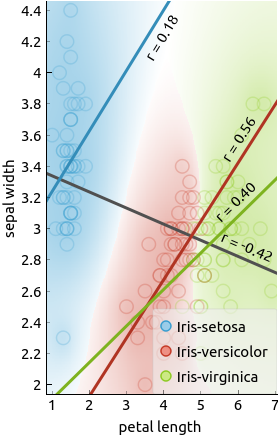 4.4
4.2
4
3.8
3.6
3.4
3.2
3
2.8
2.6
2.4
2.2
2
sepal width
r = 0.18
r = 0.56
r = 0.40
r = -0.42
Iris-setosa
Iris-versicolor
Iris-virginica
1 2 3 4 5 6 7
petal length